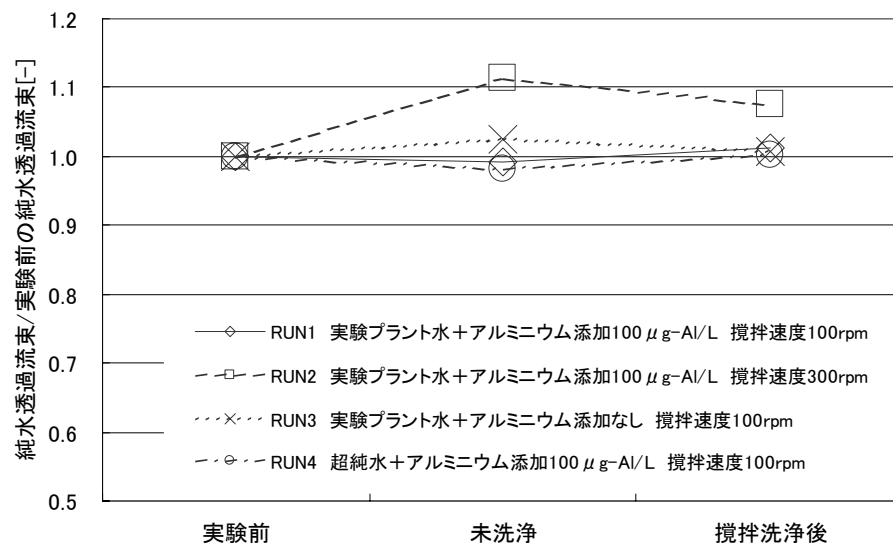 純水透過流束/実験前の純水透過流束[-]
1.2
1.1
1.0
0.9
0.8
0.7
0.6
0.5
RUN1 実験プラント水＋アルミニウム添加100μg-Al/L 撹拌速度100rpm
RUN2 実験プラント水＋アルミニウム添加100μg-Al/L 撹拌速度300rpm
RUN3 実験プラント水＋アルミニウム添加なし 撹拌速度100rpm
RUN4 超純水＋アルミニウム添加100μg-Al/L 撹拌速度100rpm
実験前 未洗浄 撹拌洗浄後